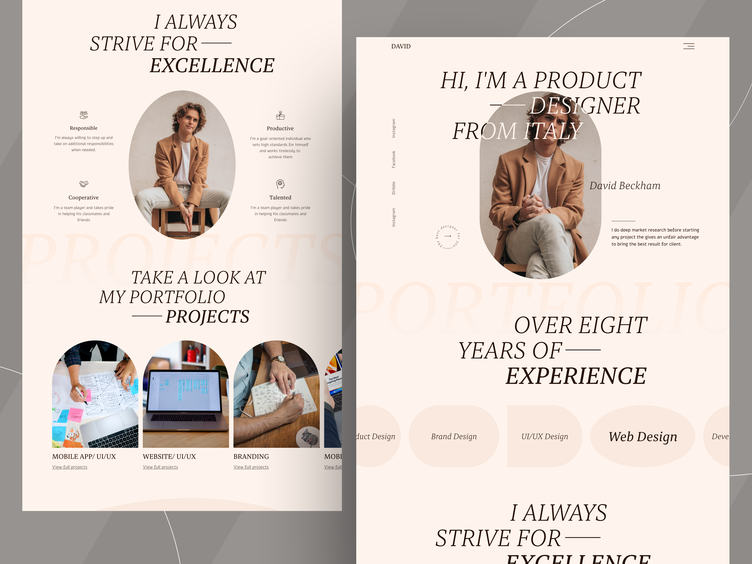 I ALWAYS
STRIVE FOR
EXCELLENCE
Responsible
I'm always willing to step up and
take on additional responsibilities
when needed.
Productive
I'm a goal-oriented individual who
sets high standards for himself
and works tirelessly to
achieve them
Cooperative
I'm a team player and takes pride
in helping his classmates and
friends.
Talented
I'm a team player and takes pride
in helping his classmates and
friends.
PROJECTS
TAKE A LOOK AT
MY PORTFOLIO
PROJECTS
MOBILE APP/ UI/UX
View full projects
WEBSITE/ UI/UX
View full projects
BRANDING
View full projects
MOBI
View full
DAVID
HI, I'M A PRODUCT
DESIGNER
FROM ITALY
Instagram
Facebook
Dribble
Instagram
David Beckham
I do deep market research before starting
any project the gives an unfair advantage
to bring the best result for client.
PORTFOLIO
OVER EIGHT
YEARS OF
EXPERIENCE
duct Design
Brand Design
UI/UX Design
Web Design
Deve
I ALWAYS
STRIVE FOR
EXCELLENCE